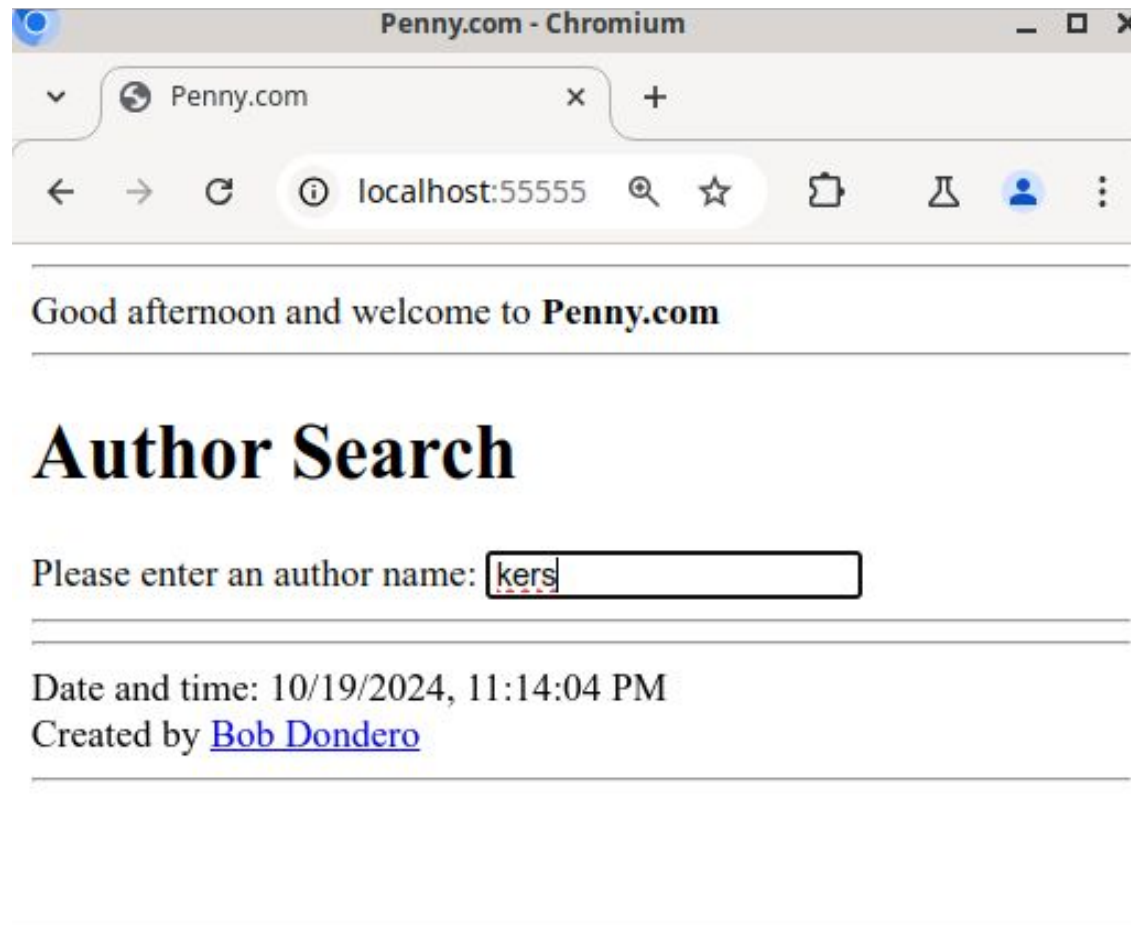 Penny.com - Chromium
Penny.com
localhost:55555
Good afternoon and welcome to Penny.com
Author Search
Please enter an author name: kers
Date and time: 10/19/2024, 11:14:04 PM
Created by Bob Dondero